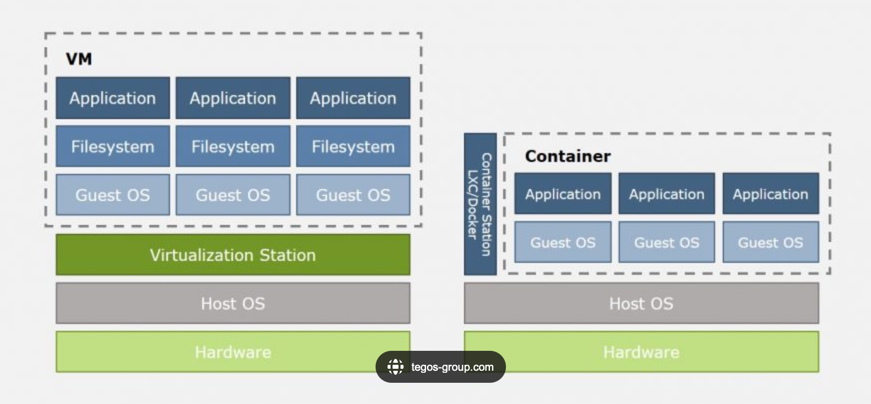 VM
Application Application Application
Filesystem Filesystem Filesystem
Guest OS Guest OS Guest OS
Virtualization Station
Host OS
Hardware
Container Station
LXC/Docker
Container
Application Application Application
Guest OS Guest OS Guest OS
Host OS
Hardware
tegos-group.com